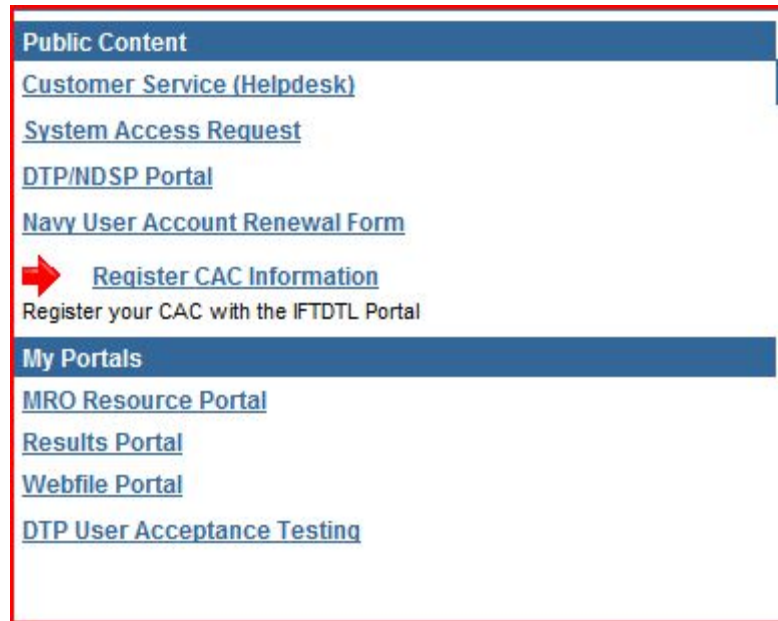 Public Content
Customer Service (Helpdesk)
System Access Request
DTP/NDSP Portal
Navy User Account Renewal Form
Register CAC Information
Register your CAC with the IFTDTL Portal
My Portals
MRO Resource Portal
Results Portal
Webfile Portal
DTP User Acceptance Testing